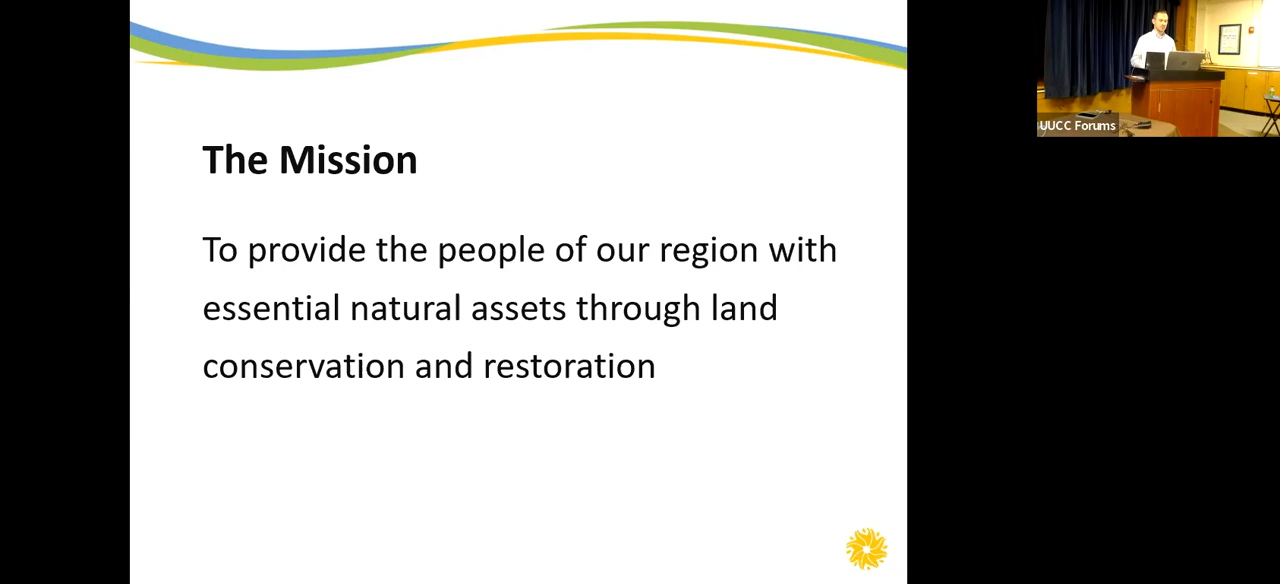 The Mission
To provide the people of our region with
essential natural assets through land
conservation and restoration
UUCC Forums